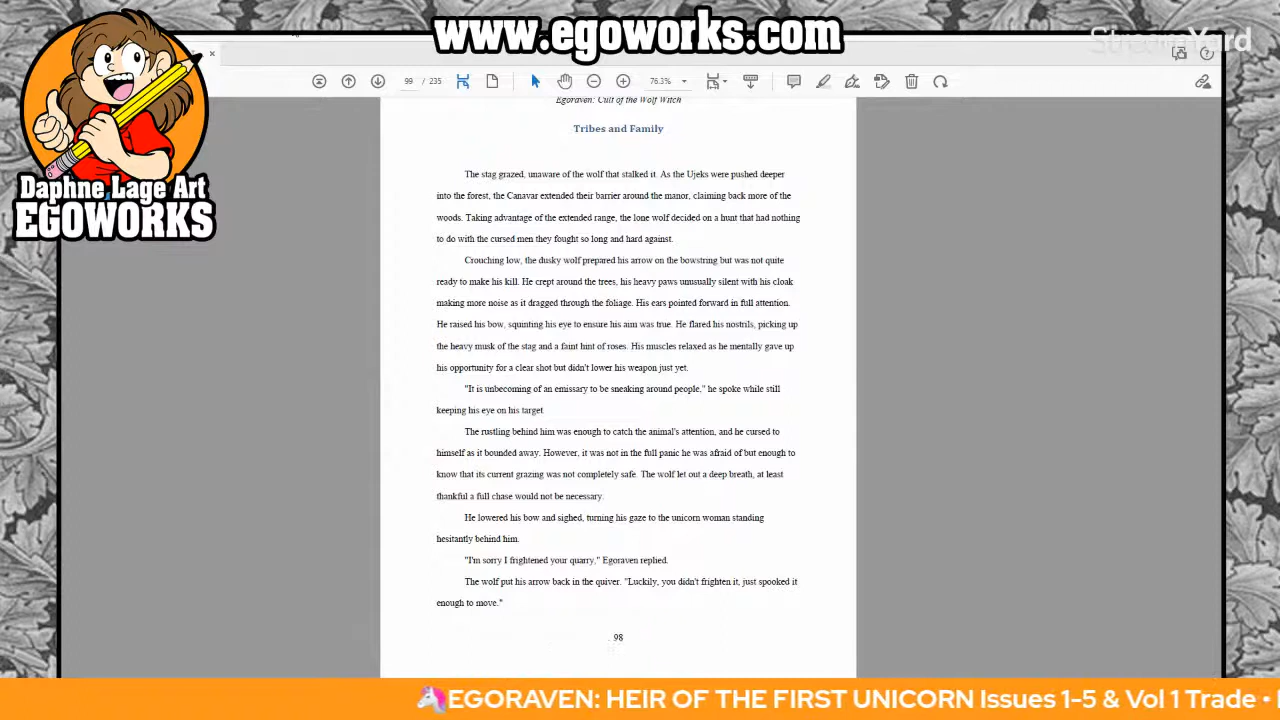 www.egoworks.com
StreamYard
99 / 235
76.3%
Daphne Lage Art
EGOWORKS
Egoraven: Cult of the Wolf Witch
Tribes and Family
The stag grazed, unaware of the wolf that stalked it. As the Ujeks were pushed deeper
into the forest, the Canavar extended their barrier around the manor, claiming back more of the
woods. Taking advantage of the extended range, the lone wolf decided on a hunt that had nothing
to do with the cursed men they fought so long and hard against.
Crouching low, the dusky wolf prepared his arrow on the bowstring but was not quite
ready to make his kill. He crept around the trees, his heavy paws unusually silent with his cloak
making more noise as it dragged through the foliage. His ears pointed forward in full attention.
He raised his bow, squinting his eye to ensure his aim was true. He flared his nostrils, picking up
the heavy musk of the stag and a faint hint of roses. His muscles relaxed as he mentally gave up
his opportunity for a clear shot but didn't lower his weapon just yet.
"It is unbecoming of an emissary to be sneaking around people," he spoke while still
keeping his eye on his target.
The rustling behind him was enough to catch the animal's attention, and he cursed to
himself as it bounded away. However, it was not in the full panic he was afraid of but enough to
know that its current grazing was not completely safe. The wolf let out a deep breath, at least
thankful a full chase would not be necessary.
He lowered his bow and sighed, turning his gaze to the unicorn woman standing
hesitantly behind him.
"I'm sorry I frightened your quarry," Egoraven replied.
The wolf put his arrow back in the quiver. "Luckily, you didn't frighten it, just spooked it
enough to move."
98
🦄EGORAVEN: HEIR OF THE FIRST UNICORN Issues 1-5 & Vol 1 Trade •